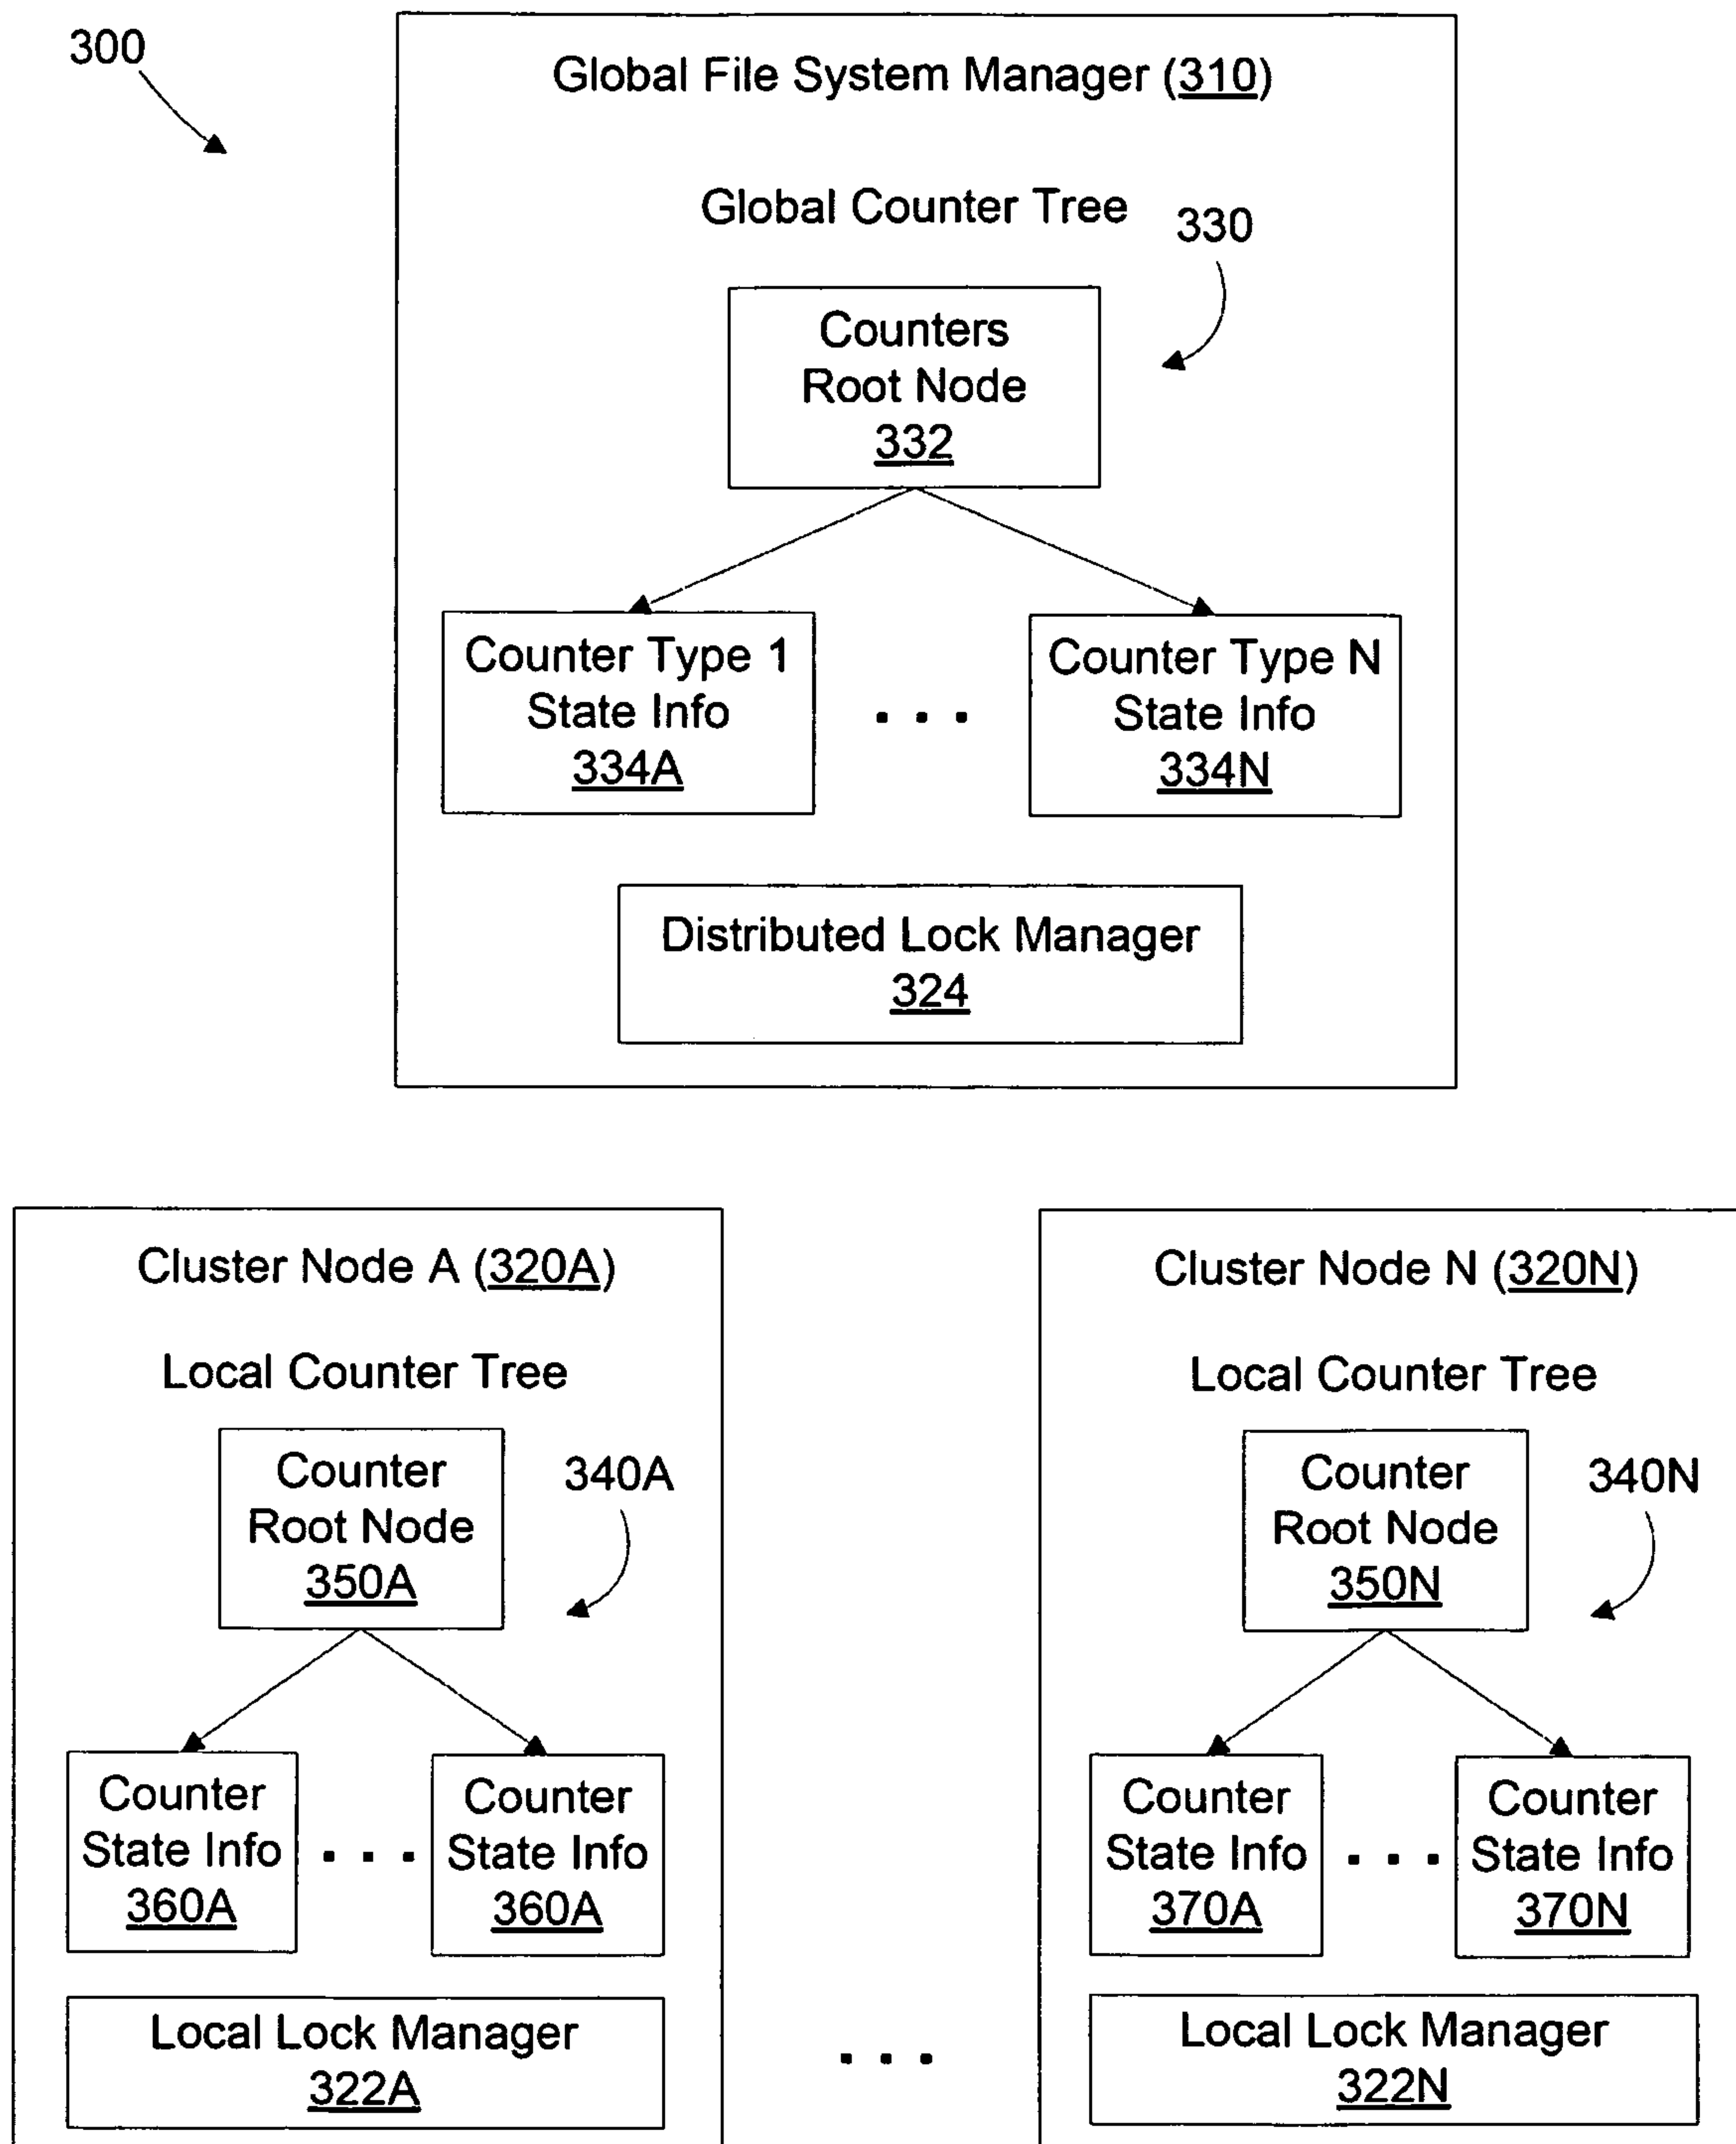 300
Global File System Manager (310)
Global Counter Tree
330
Counters
Root Node
332
Counter Type 1
State Info
334A
. . .
Counter Type N
State Info
334N
Distributed Lock Manager
324
Cluster Node A (320A)
Local Counter Tree
Counter
Root Node
350A
340A
Counter
State Info
360A
. . .
Counter
State Info
360A
Local Lock Manager
322A
. . .
Cluster Node N (320N)
Local Counter Tree
Counter
Root Node
350N
340N
Counter
State Info
370A
. . .
Counter
State Info
370N
Local Lock Manager
322N